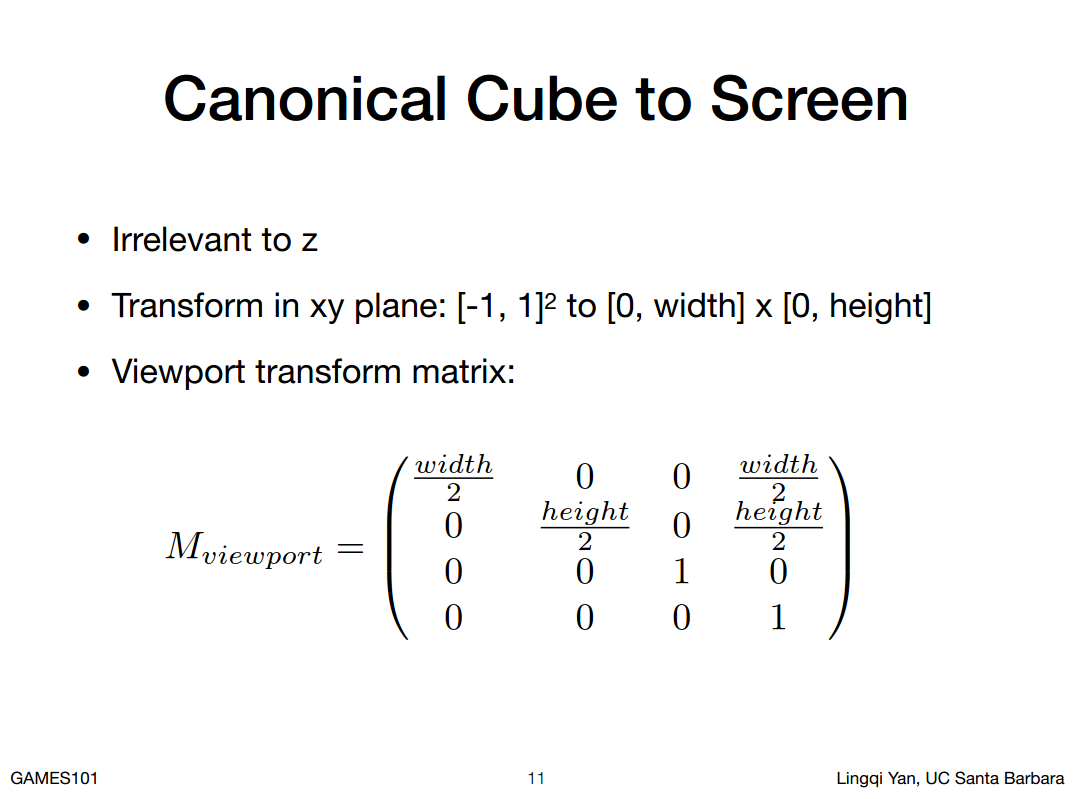 Canonical Cube to Screen
• Irrelevant to z
• Transform in xy plane: [-1, 1]² to [0, width] x [0, height]
• Viewport transform matrix:
$M_{viewport} = \begin{pmatrix} \frac{width}{2} & 0 & 0 & \frac{width}{2} \\ 0 & \frac{height}{2} & 0 & \frac{height}{2} \\ 0 & 0 & 1 & 0 \\ 0 & 0 & 0 & 1 \end{pmatrix}$
GAMES101
11
Lingqi Yan, UC Santa Barbara